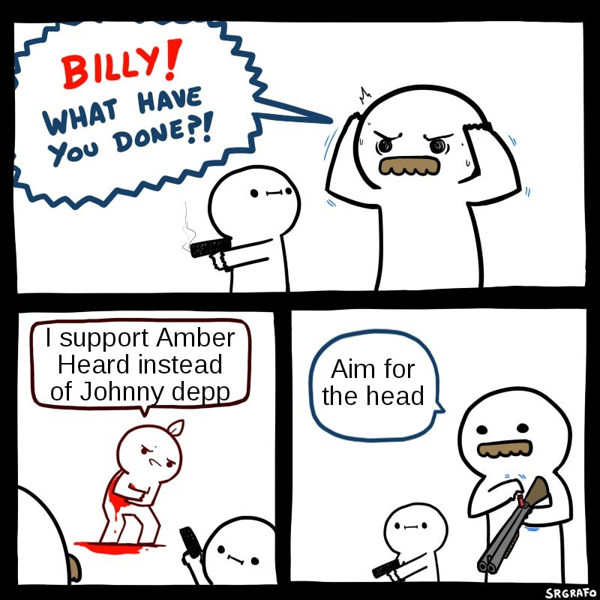 BILLY!
WHAT HAVE
YOU DONE?!
I support Amber
Heard instead
of Johnny depp
Aim for
the head
SRGRAFO